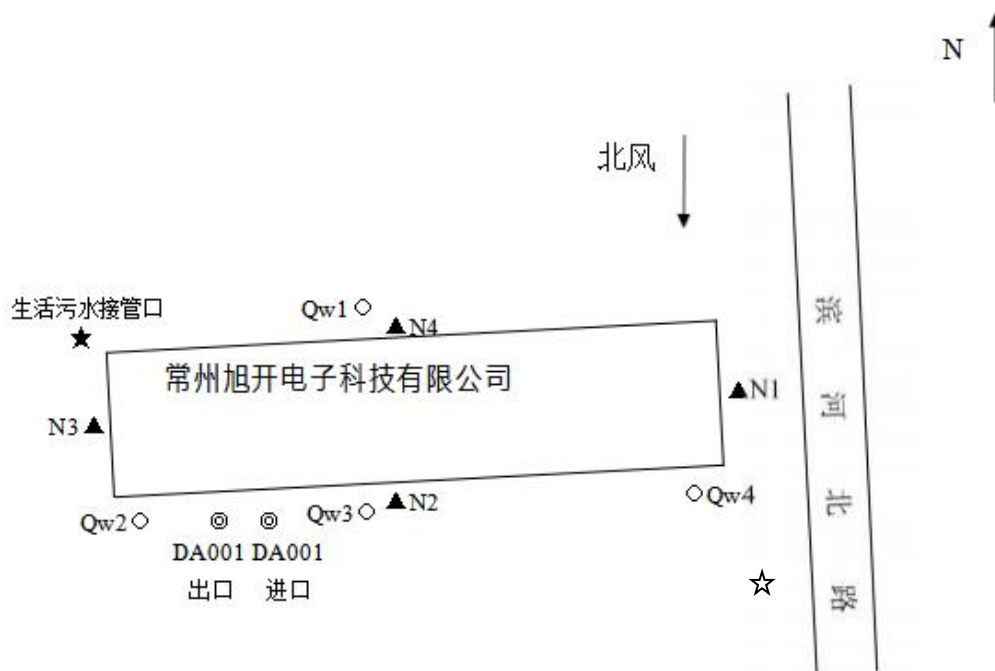 N
北风
生活污水接管口
Qw1
N4
常州旭开电子科技有限公司
N1
N3
Qw2
Qw3
N2
Qw4
DA001 DA001
出口 进口
滨河北路